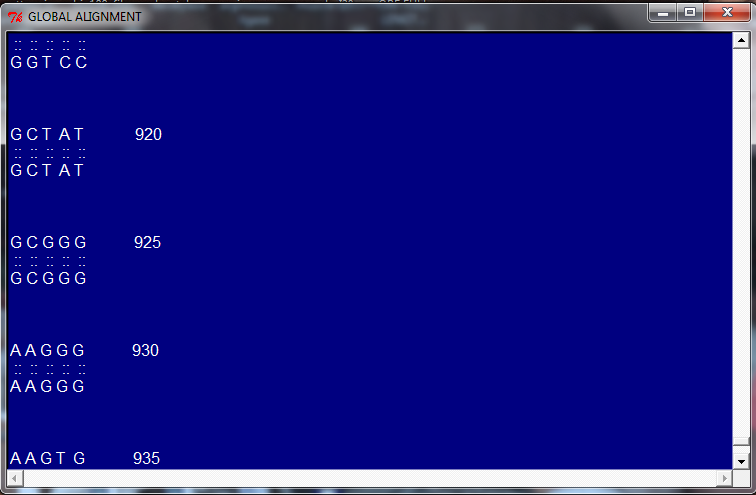 GLOBAL ALIGNMENT
:: :: :: :: ::
G G T C C
G C T A T 920
:: :: :: :: ::
G C T A T
G C G G G 925
:: :: :: :: ::
G C G G G
A A G G G 930
:: :: :: :: ::
A A G G G
A A G T G 935